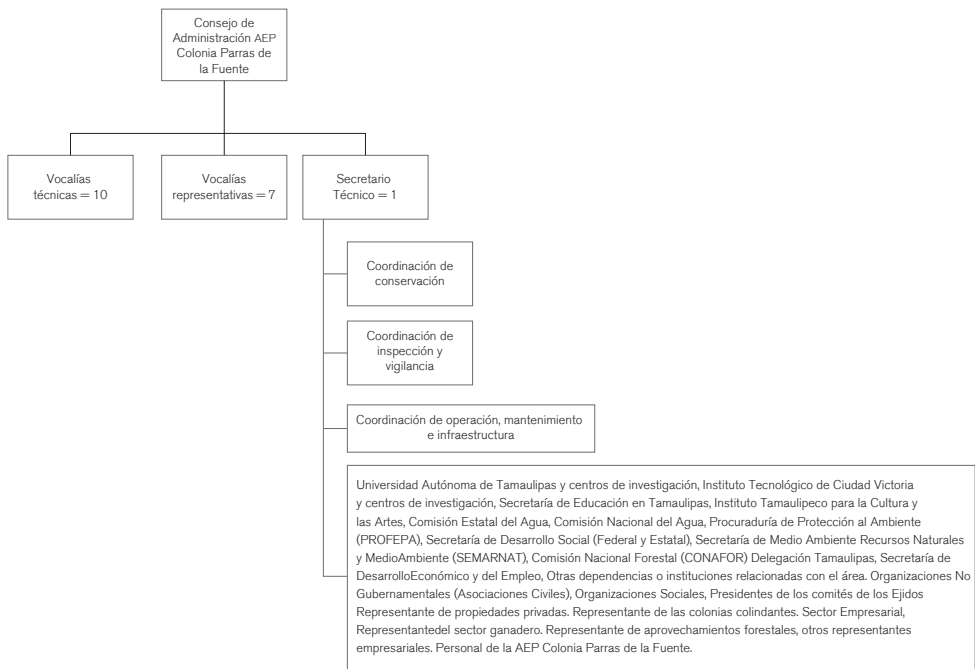 Consejo de
Administración AEP
Colonia Parras de
la Fuente
Vocalías
técnicas = 10
Vocalías
representativas = 7
Secretario
Técnico = 1
Coordinación de
conservación
Coordinación de
inspección y
vigilancia
Coordinación de operación, mantenimiento
e infraestructura
Universidad Autónoma de Tamaulipas y centros de investigación, Instituto Tecnológico de Ciudad Victoria
y centros de investigación, Secretaría de Educación en Tamaulipas, Instituto Tamaulipeco para la Cultura y
las Artes, Comisión Estatal del Agua, Comisión Nacional del Agua, Procuraduría de Protección al Ambiente
(PROFEPA), Secretaría de Desarrollo Social (Federal y Estatal), Secretaría de Medio Ambiente Recursos Naturales
y MedioAmbiente (SEMARNAT), Comisión Nacional Forestal (CONAFOR) Delegación Tamaulipas, Secretaría de
DesarrolloEconómico y del Empleo, Otras dependencias o instituciones relacionadas con el área. Organizaciones No
Gubernamentales (Asociaciones Civiles), Organizaciones Sociales, Presidentes de los comités de los Ejidos
Representante de propiedades privadas. Representante de las colonias colindantes. Sector Empresarial,
Representantedel sector ganadero. Representante de aprovechamientos forestales, otros representantes
empresariales. Personal de la AEP Colonia Parras de la Fuente.